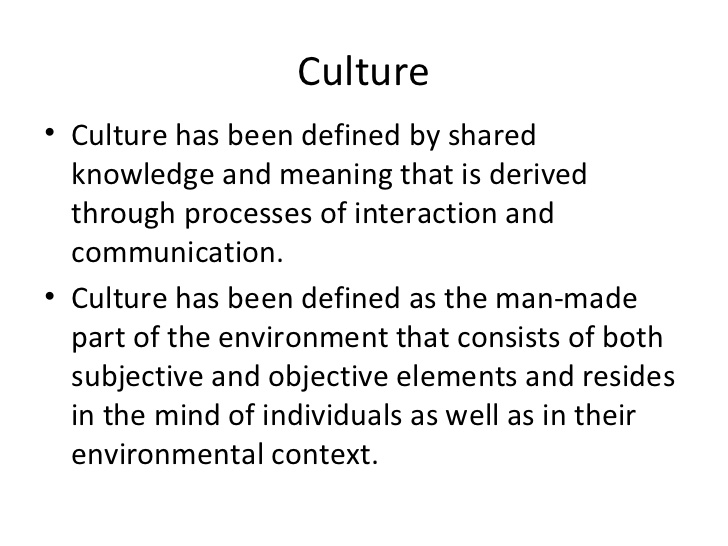 Culture
• Culture has been defined by shared
knowledge and meaning that is derived
through processes of interaction and
communication.
• Culture has been defined as the man-made
part of the environment that consists of both
subjective and objective elements and resides
in the mind of individuals as well as in their
environmental context.